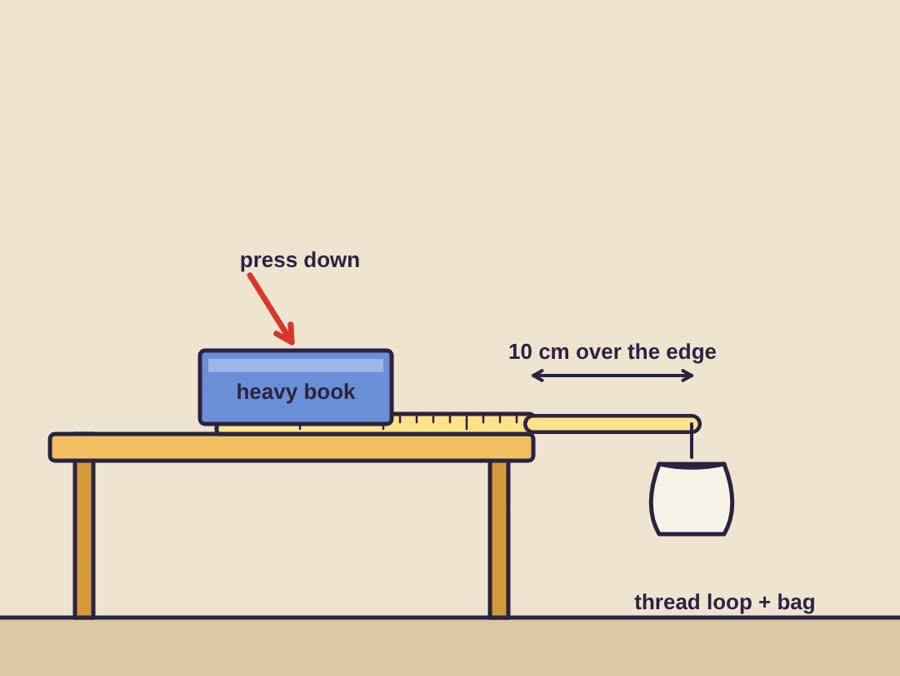 press down
10 cm over the edge
heavy book
thread loop + bag